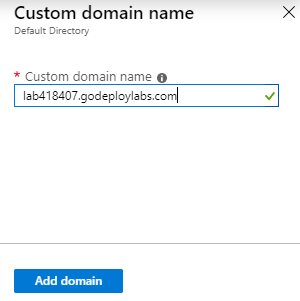 Custom domain name
Default Directory
* Custom domain name
lab418407.godeploylabs.com
Add domain